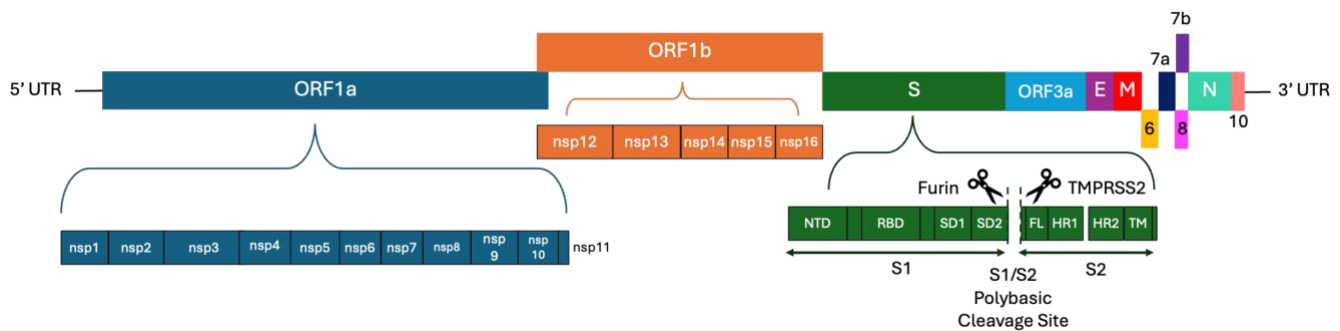 7b
ORF1b
7a
5' UTR
ORF1a
S
ORF3a
E
M
N
3' UTR
6
8
10
nsp12
nsp13
nsp14
nsp15
nsp16
Furin
TMPRSS2
NTD
RBD
SD1
SD2
FL
HR1
HR2
TM
nsp1
nsp2
nsp3
nsp4
nsp5
nsp6
nsp7
nsp8
nsp
9
nsp
10
nsp11
S1
S1/S2
Polybasic
Cleavage Site
S2